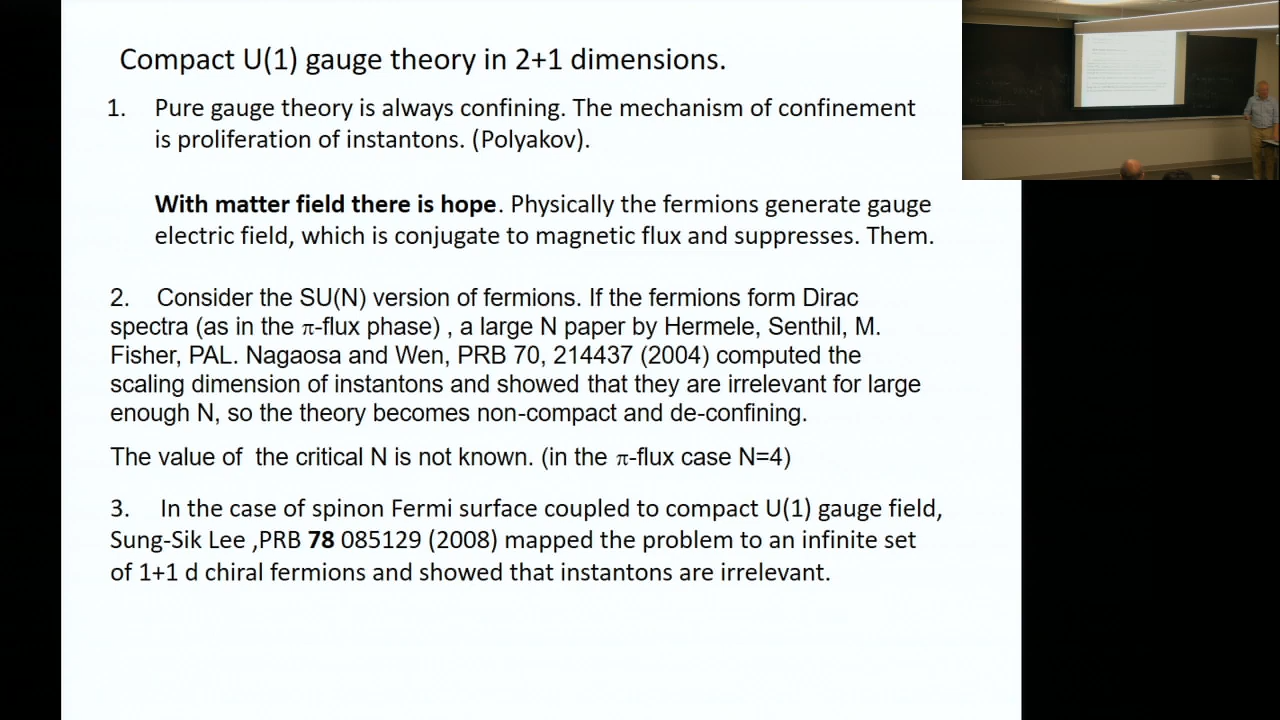 Compact U(1) gauge theory in 2+1 dimensions.
1. Pure gauge theory is always confining. The mechanism of confinement
is proliferation of instantons. (Polyakov).
With matter field there is hope. Physically the fermions generate gauge
electric field, which is conjugate to magnetic flux and suppresses. Them.
2. Consider the SU(N) version of fermions. If the fermions form Dirac
spectra (as in the π-flux phase) , a large N paper by Hermele, Senthil, M.
Fisher, PAL. Nagaosa and Wen, PRB 70, 214437 (2004) computed the
scaling dimension of instantons and showed that they are irrelevant for large
enough N, so the theory becomes non-compact and de-confining.
The value of the critical N is not known. (in the π-flux case N=4)
3. In the case of spinon Fermi surface coupled to compact U(1) gauge field,
Sung-Sik Lee ,PRB 78 085129 (2008) mapped the problem to an infinite set
of 1+1 d chiral fermions and showed that instantons are irrelevant.